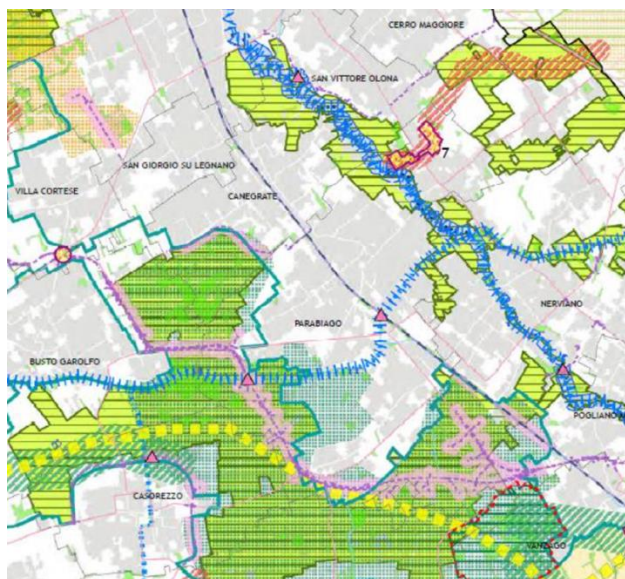 CERRO MAGGIORE
SAN VITTORE OLONA
7
SAN GIORGIO SU LEGNANO
VILLA CORTESE
CANEGRATE
NERVIANO
PARABIAGO
BUSTO GAROLFO
POGLIANO
CASOREZZO
VANZAGO